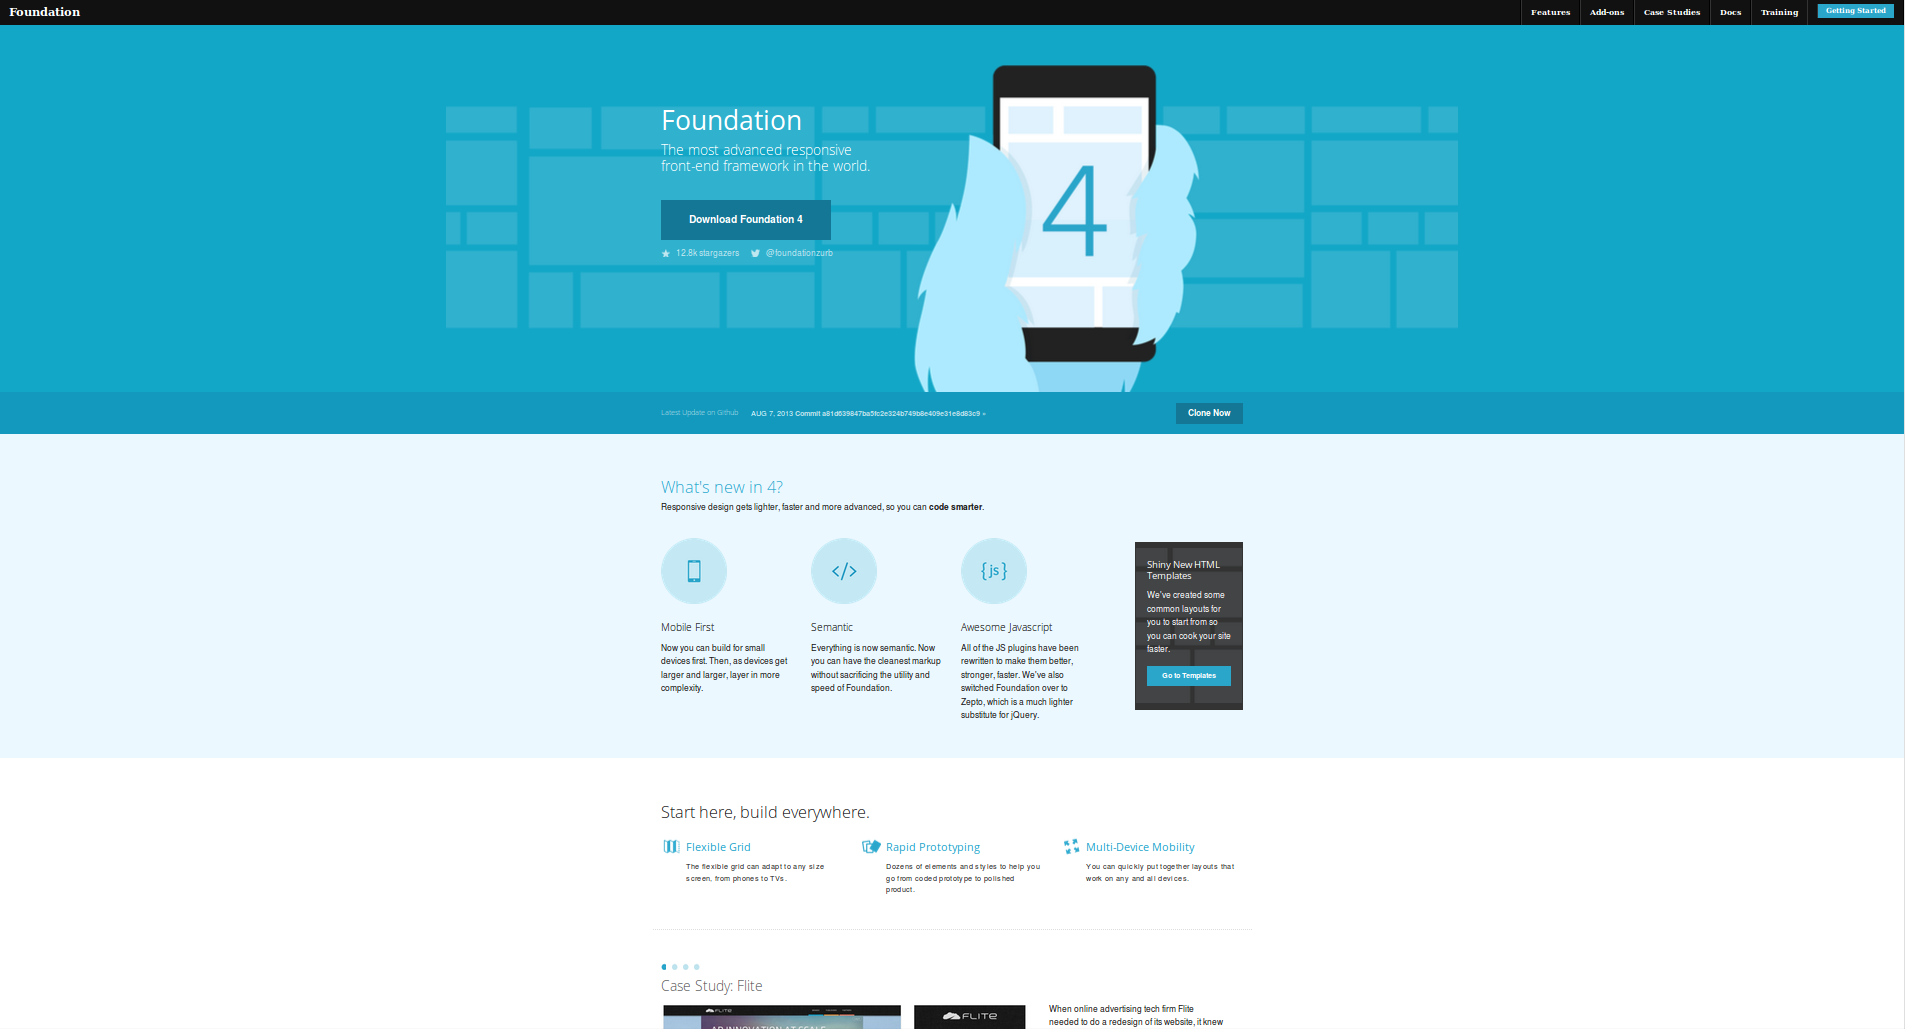 Foundation
Features
Add-ons
Case Studies
Docs
Training
Getting Started
Foundation
The most advanced responsive
front-end framework in the world.
Download Foundation 4
12.8k stargazers
@foundationzurb
4
Latest Update on Github
AUG 7, 2013 Commit a81d639847ba5fc2e324b749b8e409e31e8d83c9 »
Clone Now
What's new in 4?
Responsive design gets lighter, faster and more advanced, so you can code smarter.
</>
{js}
Mobile First
Now you can build for small
devices first. Then, as devices get
larger and larger, layer in more
complexity.
Semantic
Everything is now semantic. Now
you can have the cleanest markup
without sacrificing the utility and
speed of Foundation.
Awesome Javascript
All of the JS plugins have been
rewritten to make them better,
stronger, faster. We've also
switched Foundation over to
Zepto, which is a much lighter
substitute for jQuery.
Shiny New HTML
Templates
We've created some
common layouts for
you to start from so
you can cook your site
faster.
Go to Templates
Start here, build everywhere.
Flexible Grid
The flexible grid can adapt to any size
screen, from phones to TVs.
Rapid Prototyping
Dozens of elements and styles to help you
go from coded prototype to polished
product.
Multi-Device Mobility
You can quickly put together layouts that
work on any and all devices.
Case Study: Flite
FLITE
AD INNOVATION AT SCALE
FLITE
When online advertising tech firm Flite
needed to do a redesign of its website, it knew